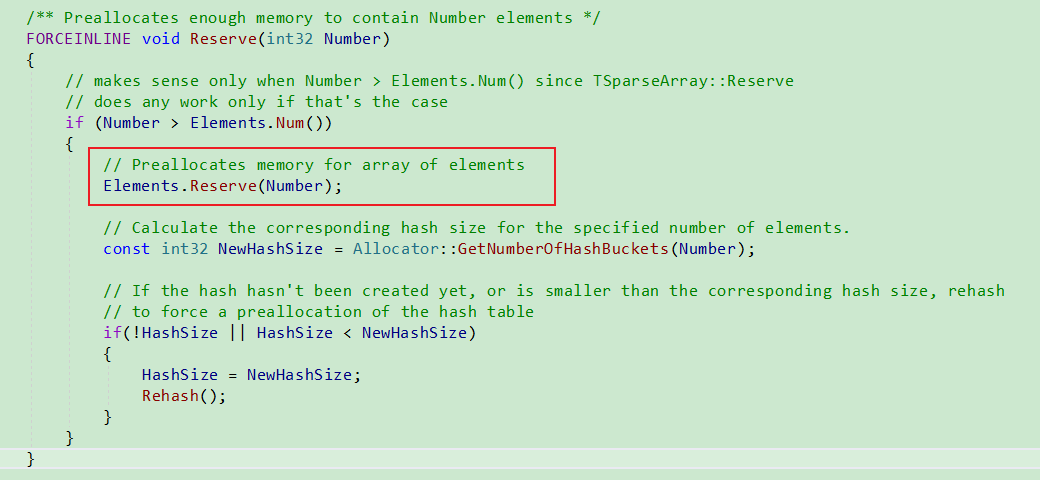 /** Preallocates enough memory to contain Number elements */
FORCEINLINE void Reserve(int32 Number)
{
// makes sense only when Number > Elements.Num() since TSparseArray::Reserve
// does any work only if that's the case
if (Number > Elements.Num())
{
// Preallocates memory for array of elements
Elements.Reserve(Number);
// Calculate the corresponding hash size for the specified number of elements.
const int32 NewHashSize = Allocator::GetNumberOfHashBuckets(Number);
// If the hash hasn't been created yet, or is smaller than the corresponding hash size, rehash
// to force a preallocation of the hash table
if(!HashSize || HashSize < NewHashSize)
{
HashSize = NewHashSize;
Rehash();
}
}
}